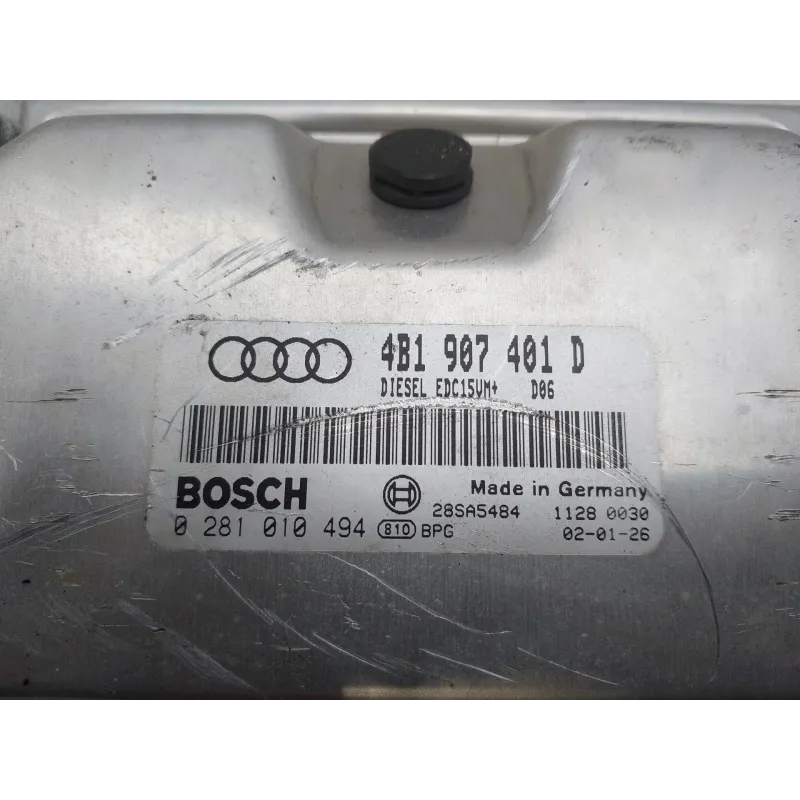 4B1 907 401 D
DIESEL EDC15VM+ D06
BOSCH Made in Germany
28SA5484 1128 0030
0 281 010 494 810 BPG 02-01-26